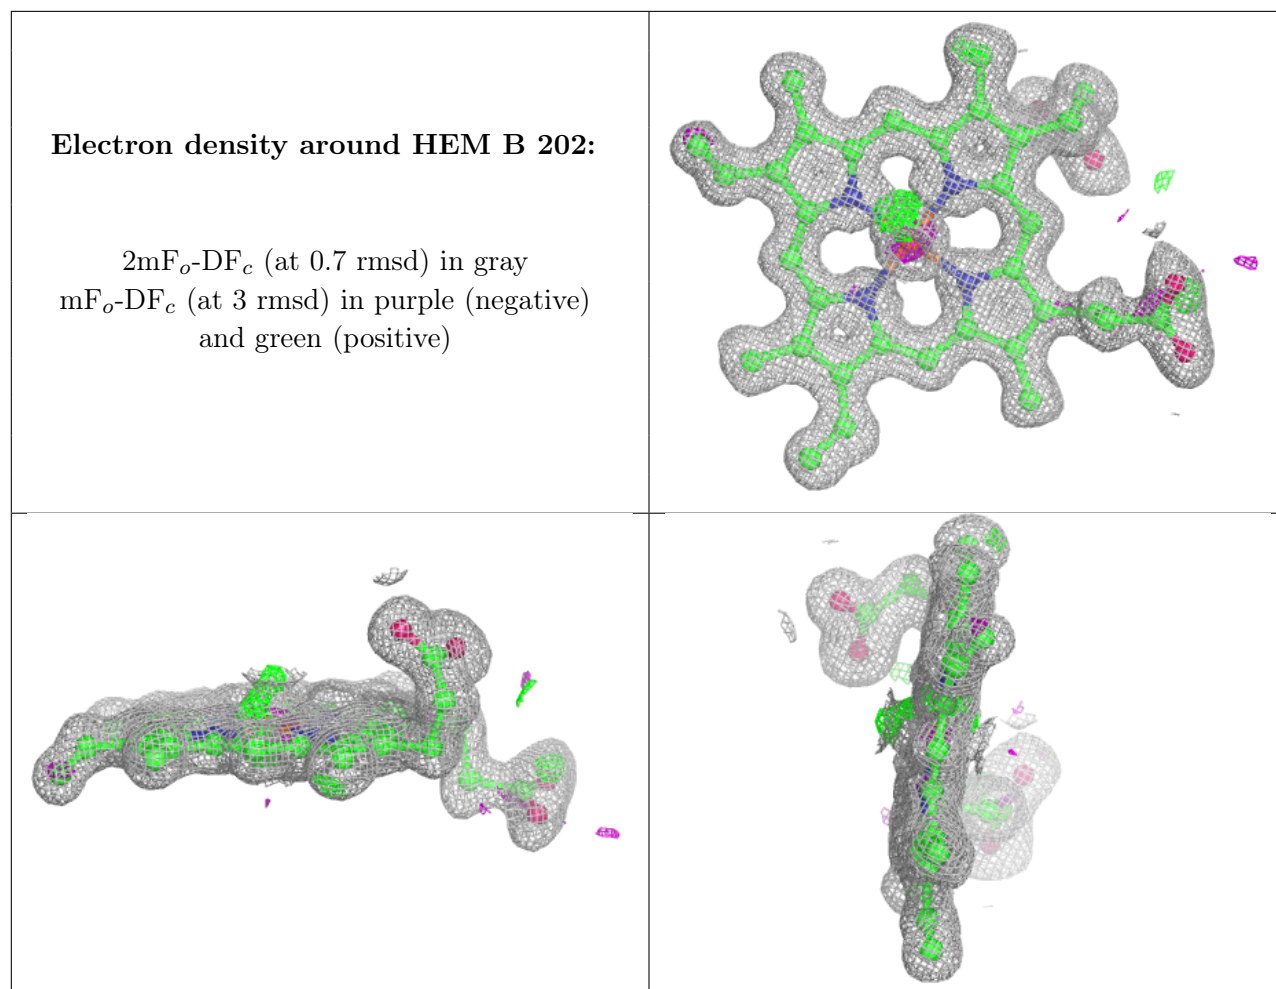 Electron density around HEM B 202:
2mFo-DFc (at 0.7 rmsd) in gray
mFo-DFc (at 3 rmsd) in purple (negative)
and green (positive)